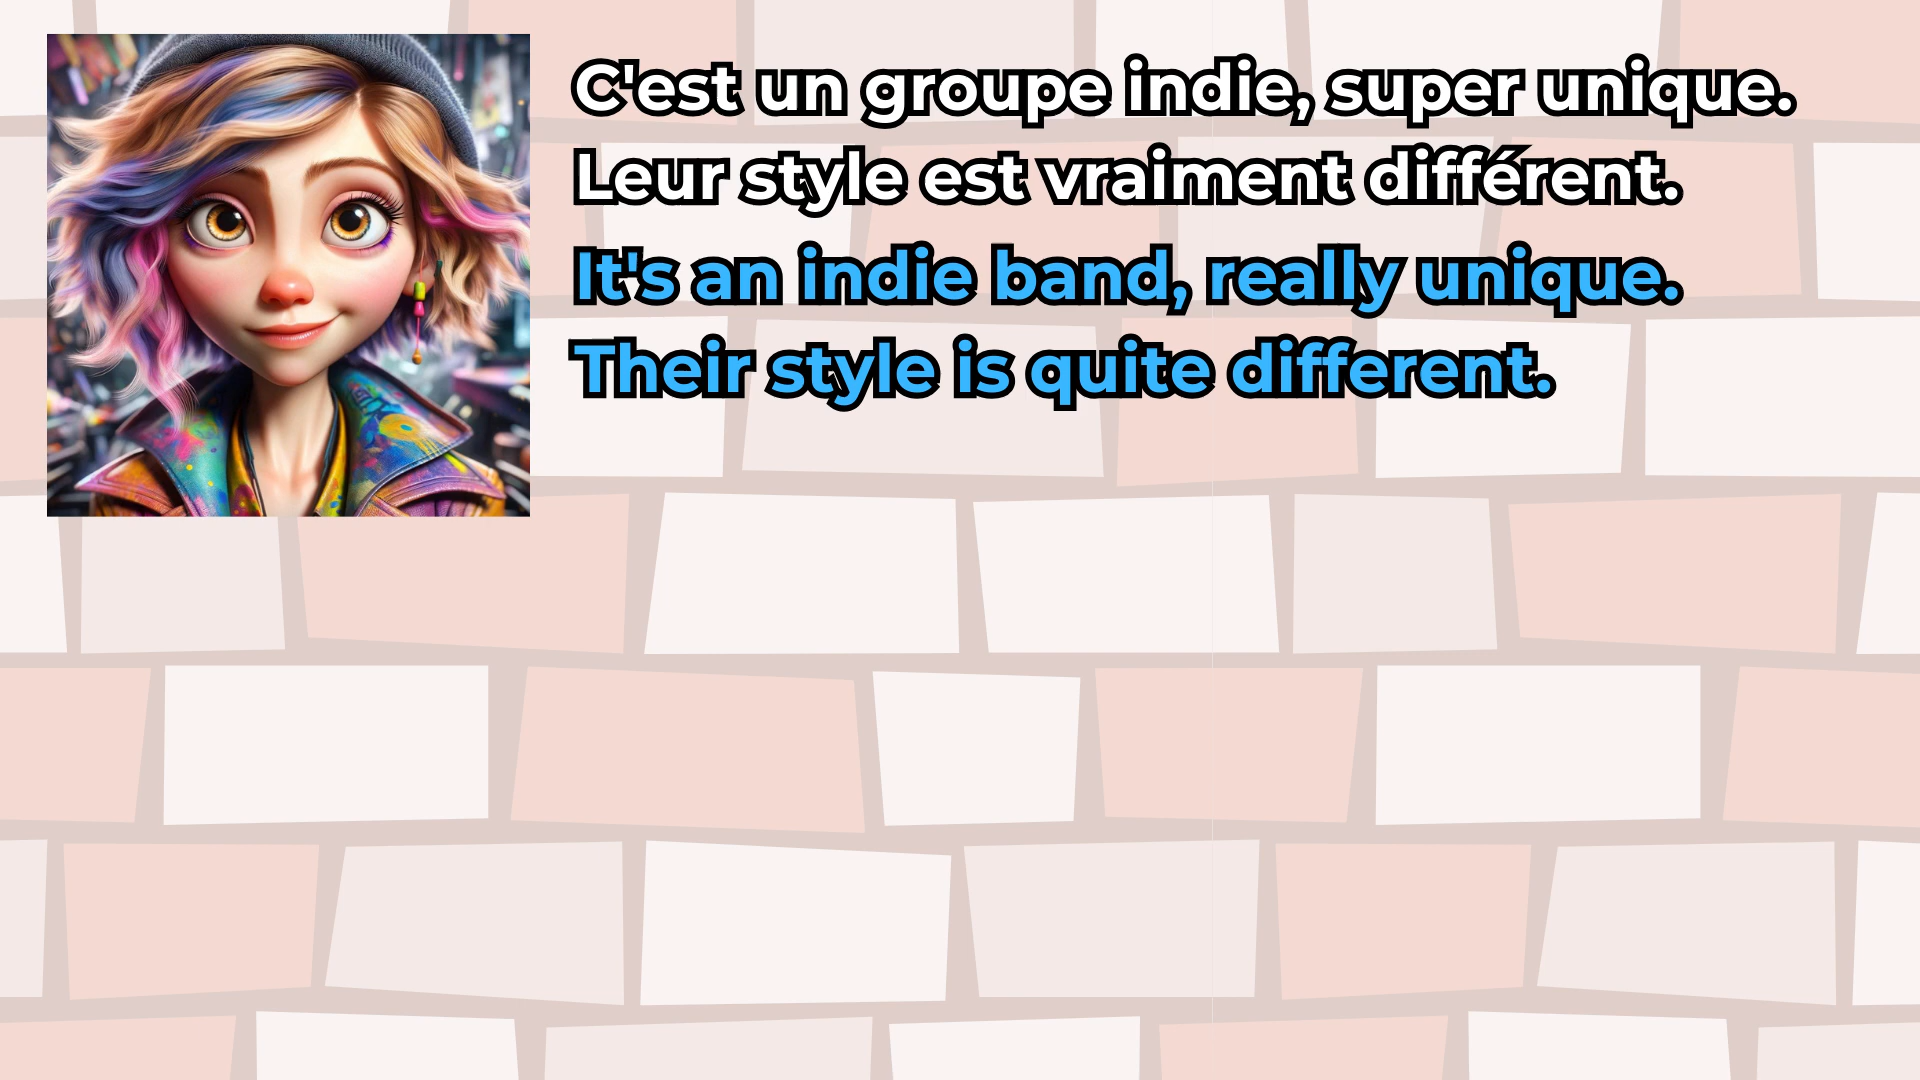 C'est un groupe indie, super unique.
Leur style est vraiment différent.
It's an indie band, really unique.
Their style is quite different.